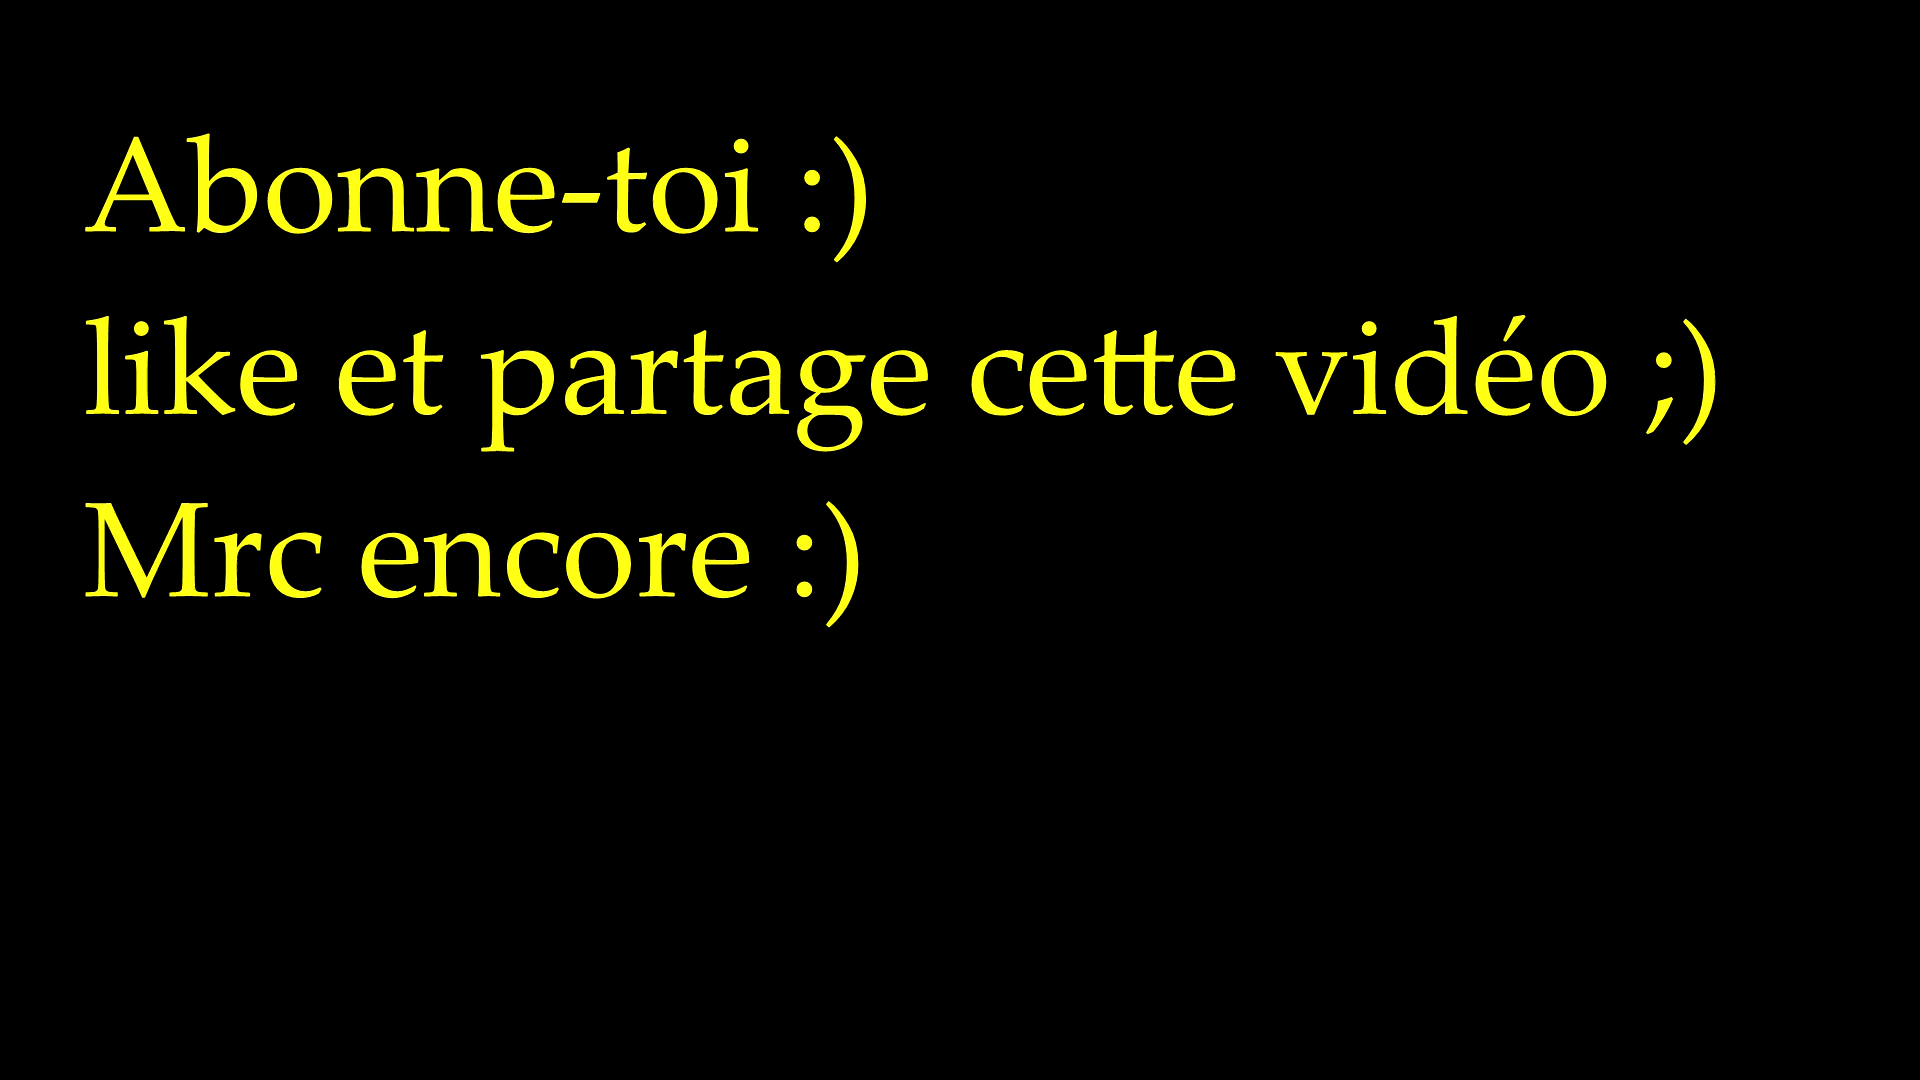 Abonne-toi :)
like et partage cette vidéo ;)
Mrc encore :)